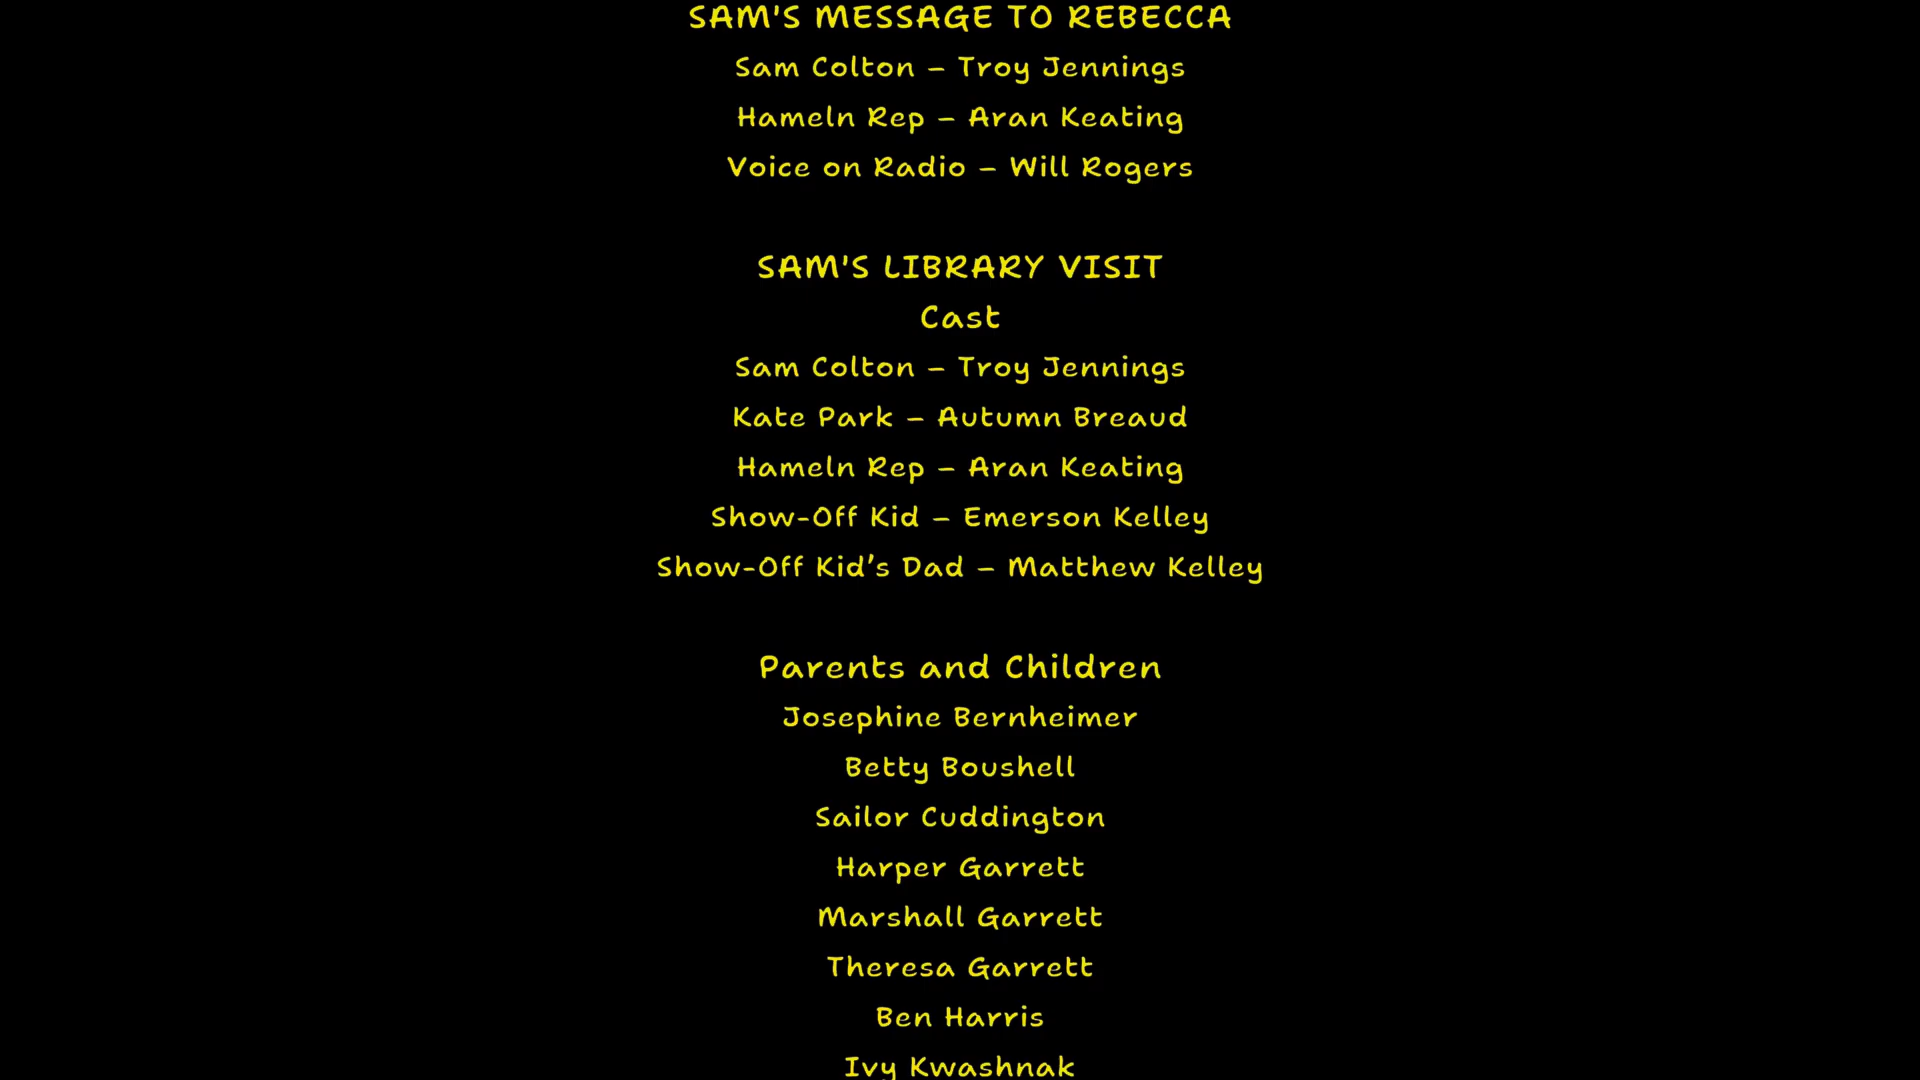 SAM'S MESSAGE TO REBECCA
Sam Colton – Troy Jennings
Hameln Rep – Aran Keating
Voice on Radio – Will Rogers
SAM'S LIBRARY VISIT
Cast
Sam Colton – Troy Jennings
Kate Park – Autumn Breaud
Hameln Rep – Aran Keating
Show-Off Kid – Emerson Kelley
Show-Off Kid’s Dad – Matthew Kelley
Parents and Children
Josephine Bernheimer
Betty Boushell
Sailor Cuddington
Harper Garrett
Marshall Garrett
Theresa Garrett
Ben Harris
Ivy Kwashnak